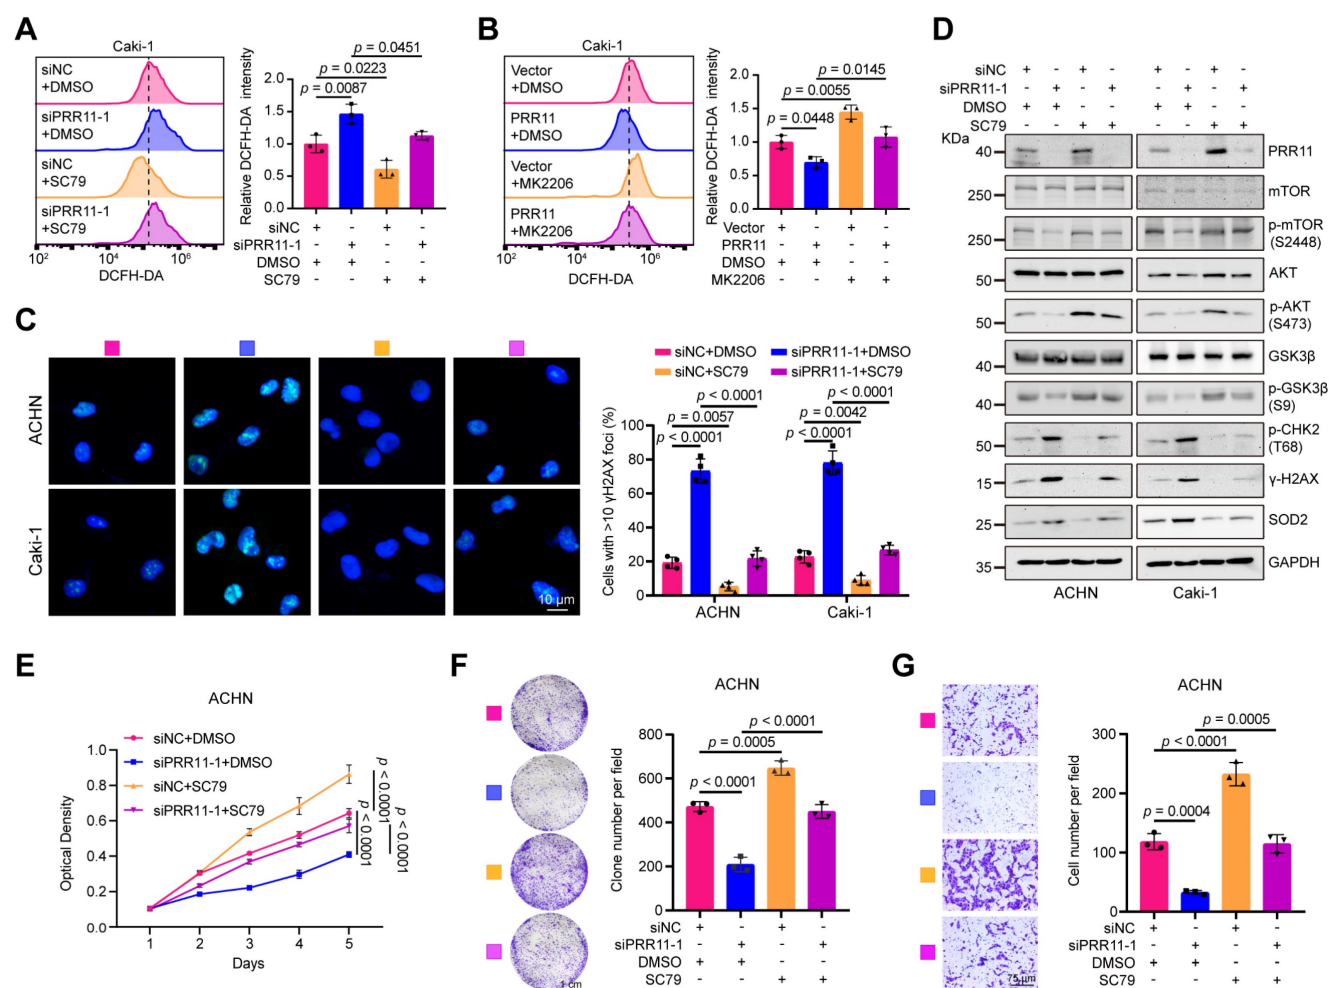 A
Caki-1
siNC
+DMSO
siPRR11-1
+DMSO
siNC
+SC79
siPRR11-1
+SC79
10² 10⁴ 10⁶
DCFH-DA
Relative DCFH-DA intensity
2.0
1.5
1.0
0.5
0.0
p = 0.0451
p = 0.0223
p = 0.0087
siNC + - + -
siPRR11-1 - + - +
DMSO + + - -
SC79 - - + +
B
Caki-1
Vector
+DMSO
PRR11
+DMSO
Vector
+MK2206
PRR11
+MK2206
10² 10⁴ 10⁶
DCFH-DA
Relative DCFH-DA intensity
2.0
1.5
1.0
0.5
0.0
p = 0.0145
p = 0.0055
p = 0.0448
Vector + - + -
PRR11 - + - +
DMSO + + - -
MK2206 - - + +
C
ACHN
Caki-1
10 µm
siNC+DMSO siPRR11-1+DMSO
siNC+SC79 siPRR11-1+SC79
Cells with >10 γH2AX foci (%)
100
80
60
40
20
0
p < 0.0001
p = 0.0057
p < 0.0001
p < 0.0001
p = 0.0042
p < 0.0001
ACHN Caki-1
D
siNC + - + - + - + -
siPRR11-1 - + - + - + - +
DMSO + + - - + + - -
SC79 - - + + - - + +
KDa
40 PRR11
250 mTOR
250 p-mTOR
(S2448)
AKT
50 p-AKT
(S473)
40 GSK3β
40 p-GSK3β
(S9)
50 p-CHK2
(T68)
15 γ-H2AX
25 SOD2
35 GAPDH
ACHN Caki-1
E
ACHN
siNC+DMSO
siPRR11-1+DMSO
siNC+SC79
siPRR11-1+SC79
Optical Density
1.0
0.8
0.6
0.4
0.2
0.0
1 2 3 4 5
Days
p < 0.0001
p < 0.0001
p < 0.0001
F
1 cm
ACHN
Clone number per field
800
600
400
200
0
p < 0.0001
p = 0.0005
p < 0.0001
siNC + - + -
siPRR11-1 - + - +
DMSO + + - -
SC79 - - + +
G
75 µm
ACHN
Cell number per field
300
200
100
0
p = 0.0005
p < 0.0001
p = 0.0004
siNC + - + -
siPRR11-1 - + - +
DMSO + + - -
SC79 - - + +